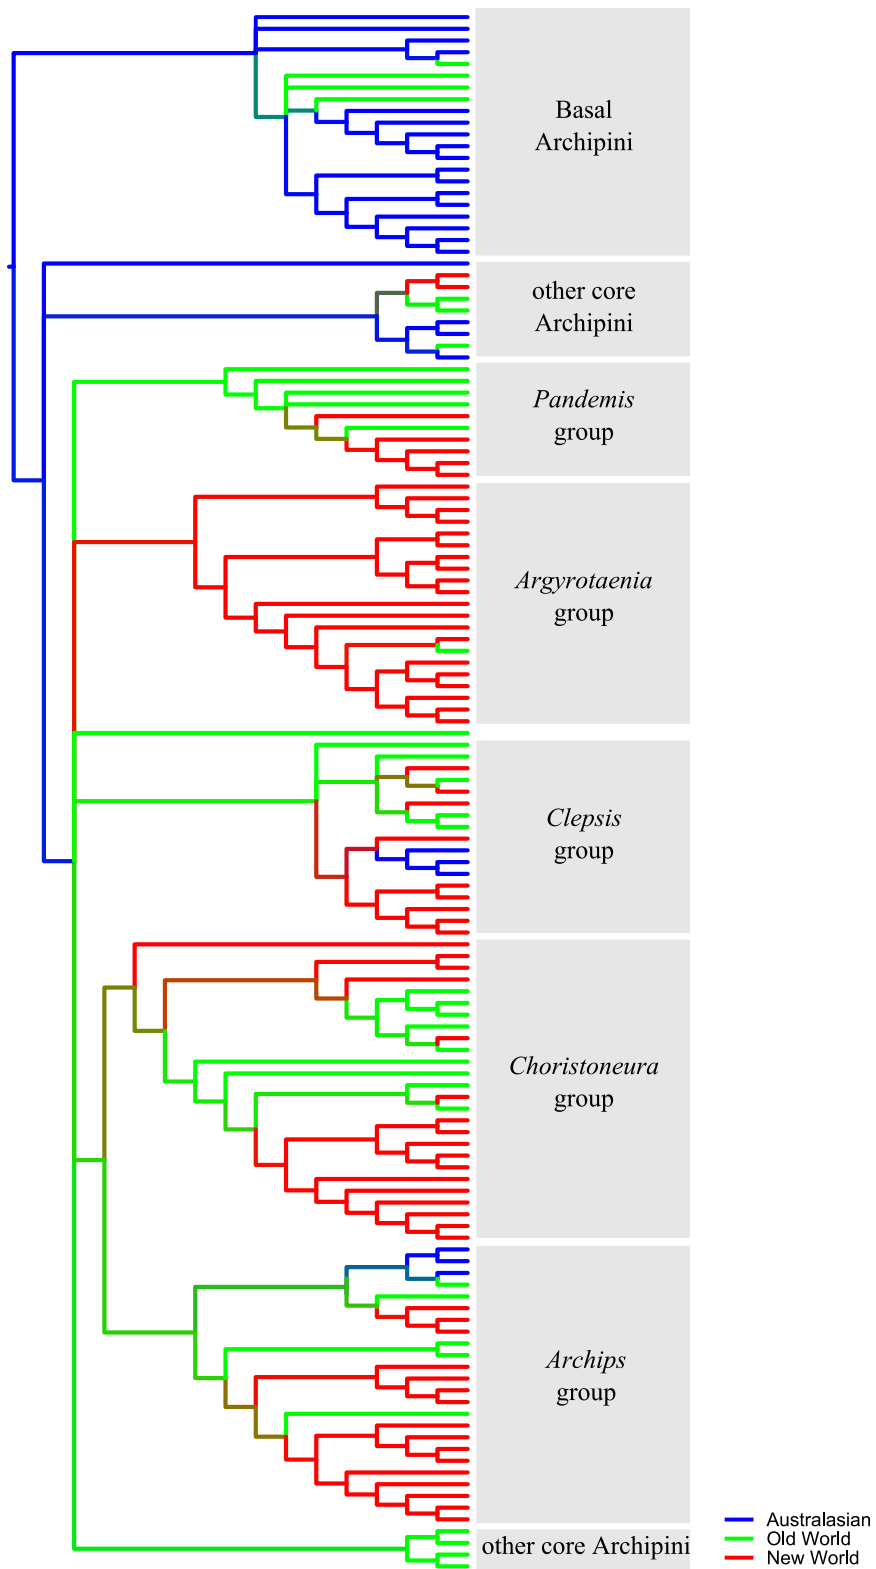 Basal
Archipini
other core
Archipini
Pandemis
group
Argyrotaenia
group
Clepsis
group
Choristoneura
group
Archips
group
other core Archipini
Australasian
Old World
New World